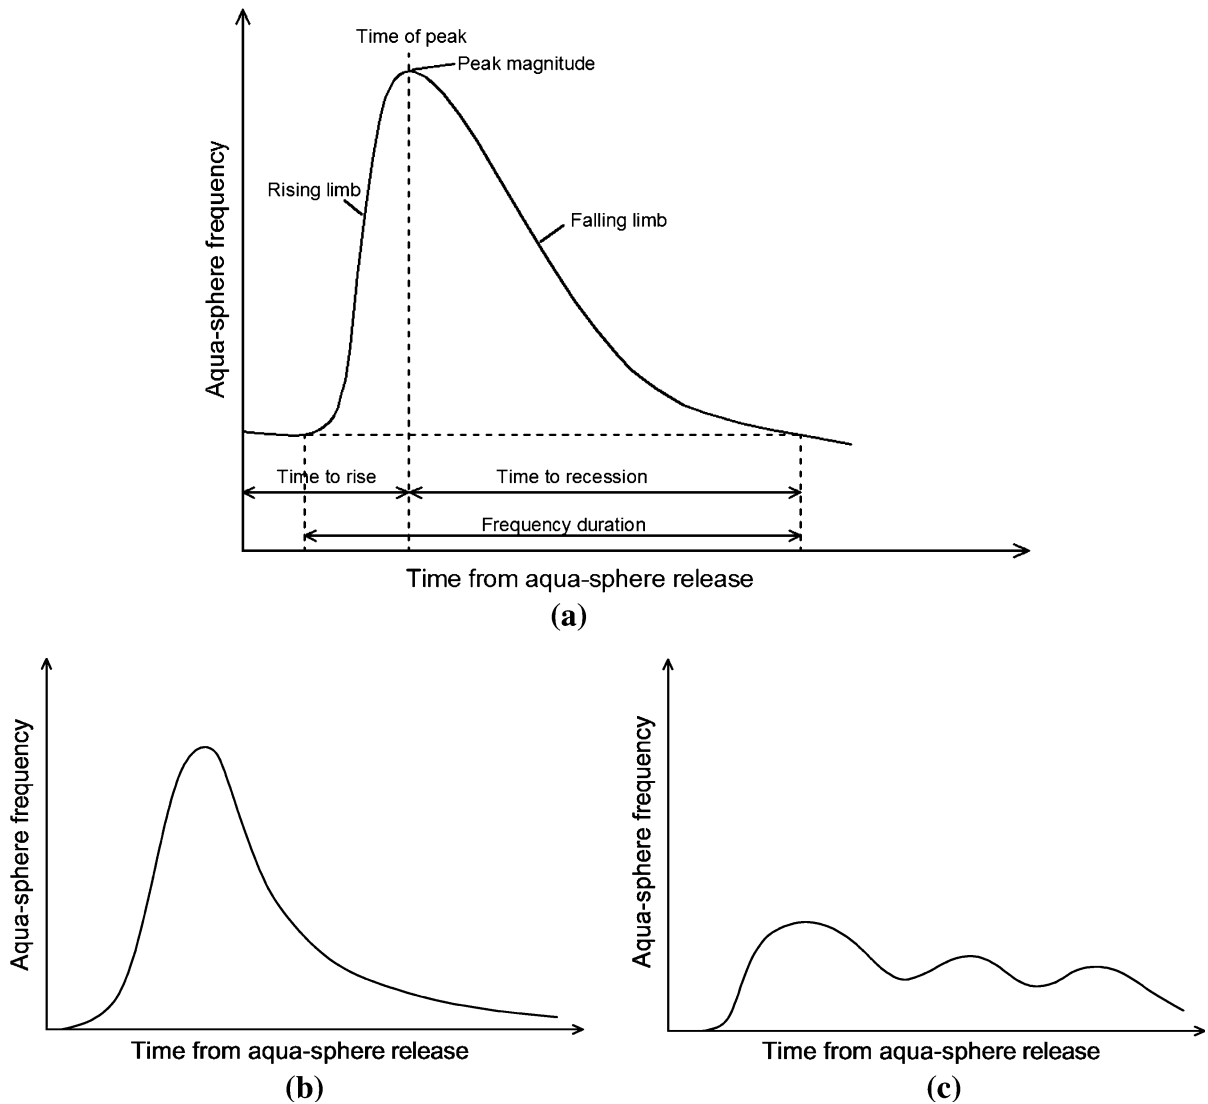 Time of peak
Peak magnitude
Rising limb
Falling limb
Aqua-sphere frequency
Time to rise
Time to recession
Frequency duration
Time from aqua-sphere release
(a)
Aqua-sphere frequency
Time from aqua-sphere release
(b)
Aqua-sphere frequency
Time from aqua-sphere release
(c)